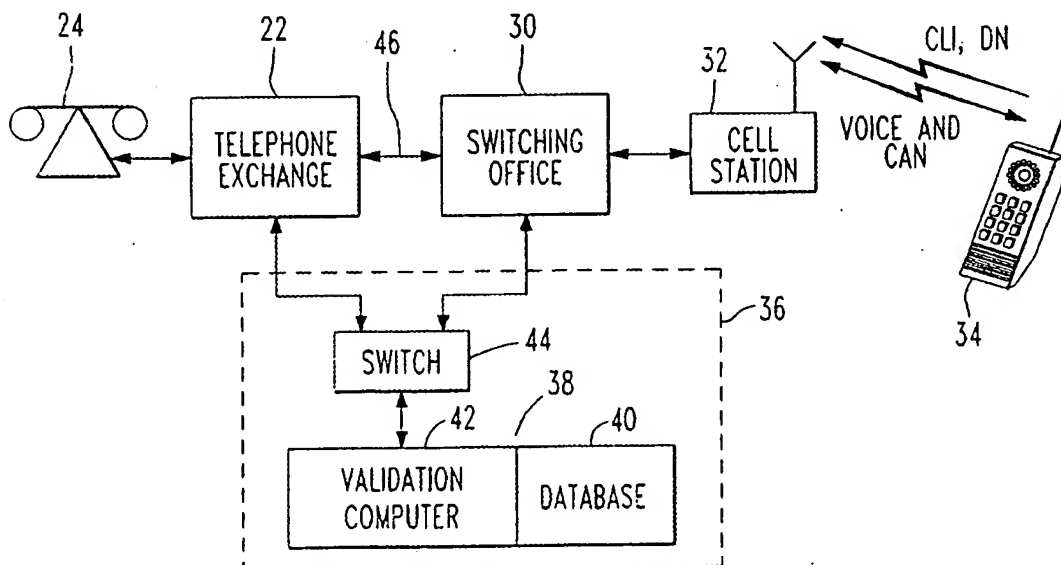 24
22
46
30
32
CLI, DN
TELEPHONE
EXCHANGE
SWITCHING
OFFICE
CELL
STATION
VOICE AND
CAN
34
36
SWITCH
44
38
42
40
VALIDATION
COMPUTER
DATABASE